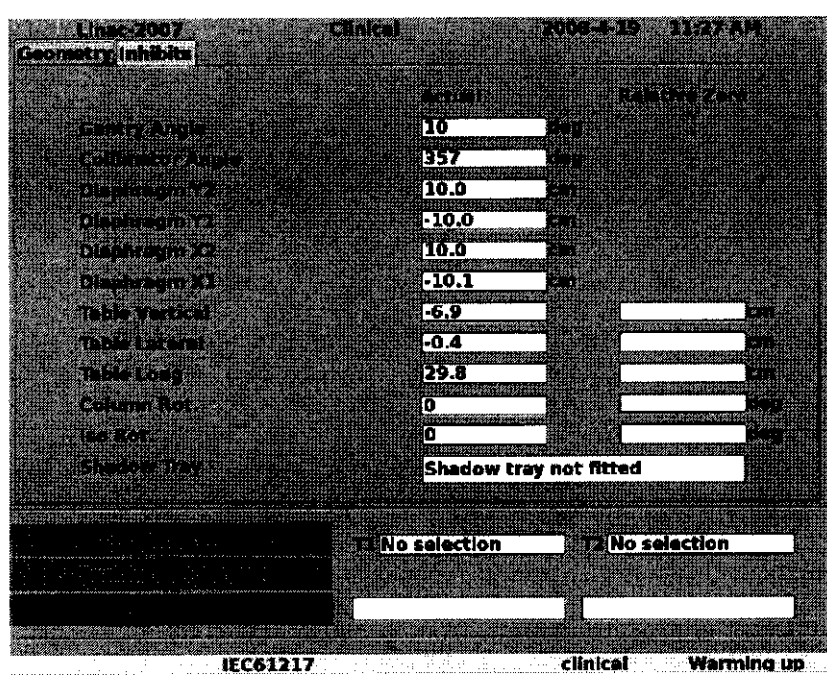 Linac-2007 Clinical 2008-4-19 11:27 AM
Geometry Inhibits
Actual Relative Zero
Gantry Angle 10 deg
Collimator Angle 357 deg
Diaphragm Y2 10.0 cm
Diaphragm Y1 -10.0 cm
Diaphragm X2 10.0 cm
Diaphragm X1 -10.1 cm
Table Vertical -6.9 cm
Table Lateral -0.4 cm
Table Long -29.8 cm
Column Rot 0 deg
Iso Rot 0 deg
Shadow Tray Shadow tray not fitted
T1 No selection T2 No selection
IEC61217 clinical Warming up